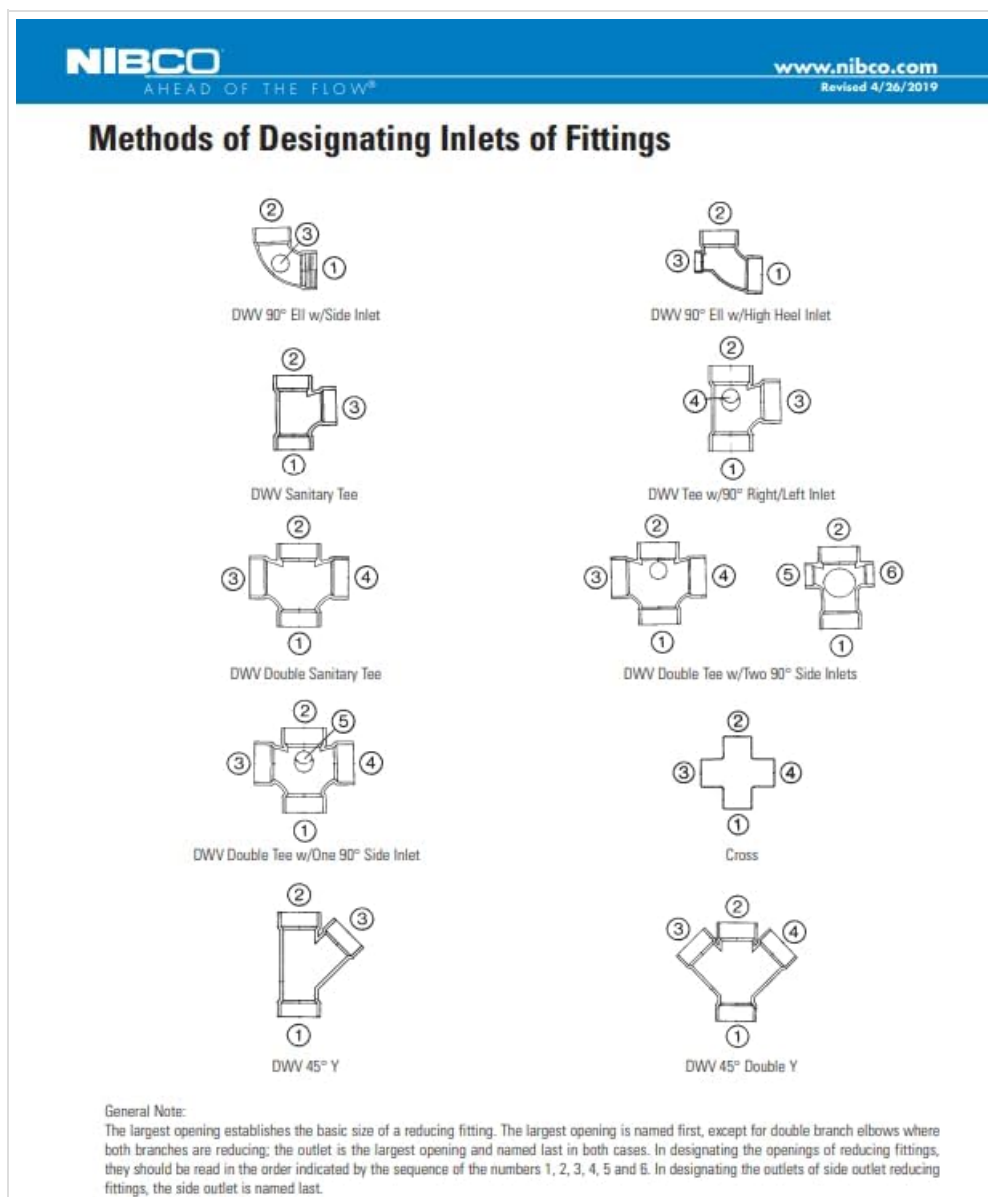 NIBCO
AHEAD OF THE FLOW®
www.nibco.com
Revised 4/26/2019
Methods of Designating Inlets of Fittings
2
3
1
DWV 90° Ell w/Side Inlet
2
3
1
DWV 90° Ell w/High Heel Inlet
2
3
1
DWV Sanitary Tee
2
4
3
1
DWV Tee w/90° Right/Left Inlet
2
3
4
1
DWV Double Sanitary Tee
2
3
4
1
2
5
6
1
DWV Double Tee w/Two 90° Side Inlets
2
5
3
4
1
DWV Double Tee w/One 90° Side Inlet
2
3
4
1
Cross
2
3
1
DWV 45° Y
2
3
4
1
DWV 45° Double Y
General Note:
The largest opening establishes the basic size of a reducing fitting. The largest opening is named first, except for double branch elbows where
both branches are reducing; the outlet is the largest opening and named last in both cases. In designating the openings of reducing fittings,
they should be read in the order indicated by the sequence of the numbers 1, 2, 3, 4, 5 and 6. In designating the outlets of side outlet reducing
fittings, the side outlet is named last.